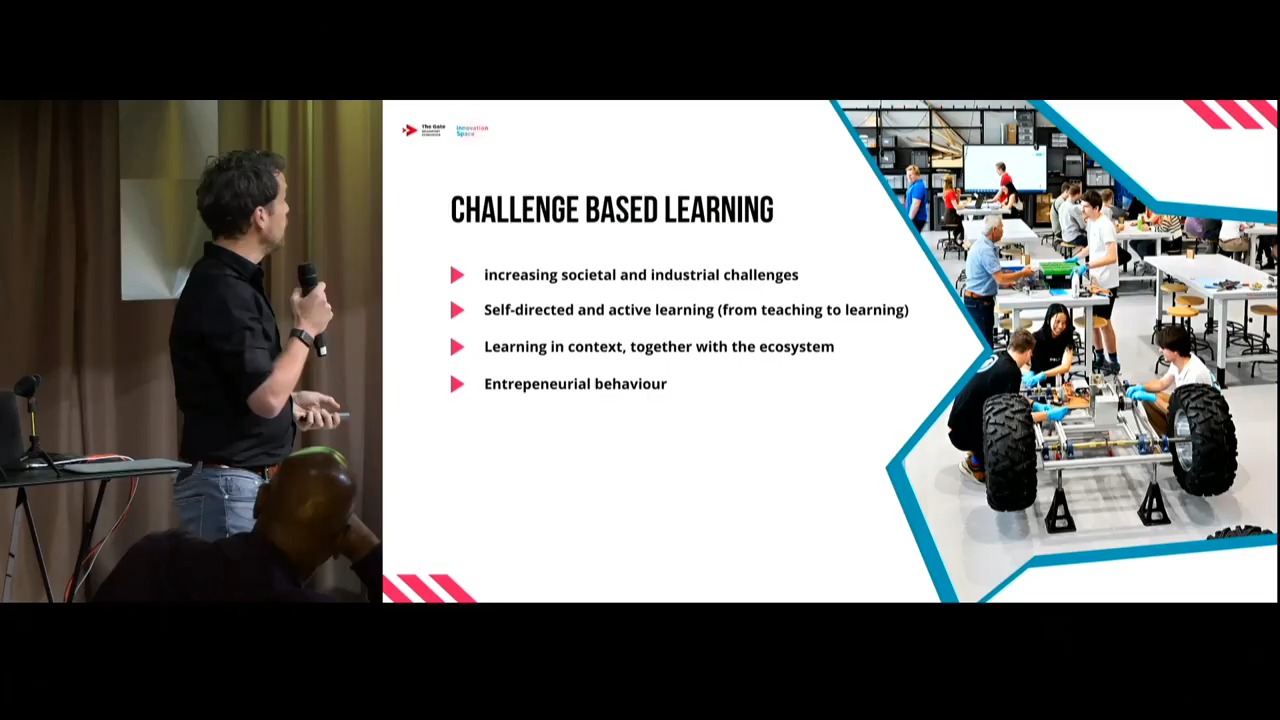 The Gate
innovation
Space
CHALLENGE BASED LEARNING
increasing societal and industrial challenges
Self-directed and active learning (from teaching to learning)
Learning in context, together with the ecosystem
Entrepeneurial behaviour